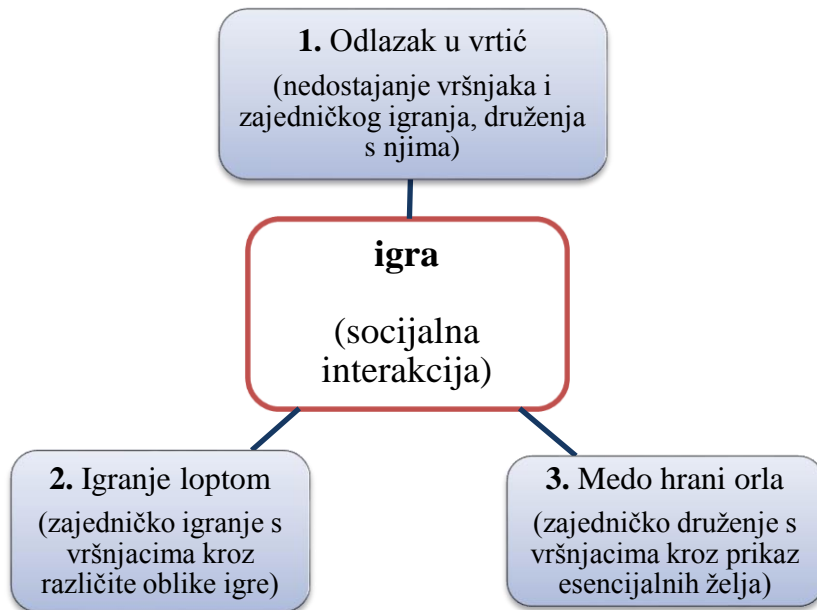 1. Odlazak u vrtić
(nedostajanje vršnjaka i
zajedničkog igranja, druženja
s njima)
igra
(socijalna
interakcija)
2. Igranje loptom
(zajedničko igranje s
vršnjacima kroz
različite oblike igre)
3. Medo hrani orla
(zajedničko druženje s
vršnjacima kroz prikaz
esencijalnih želja)